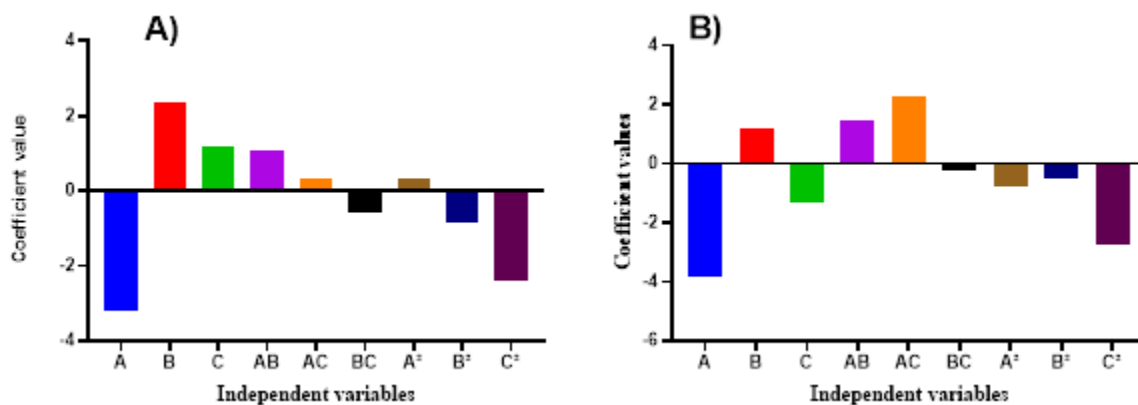 A)
4
2
0
-2
-4
Coefficient value
A B C AB AC BC A² B² C²
Independent variables
B)
4
2
0
-2
-4
-6
Coefficient values
A B C AB AC BC A² B² C²
Independent variables